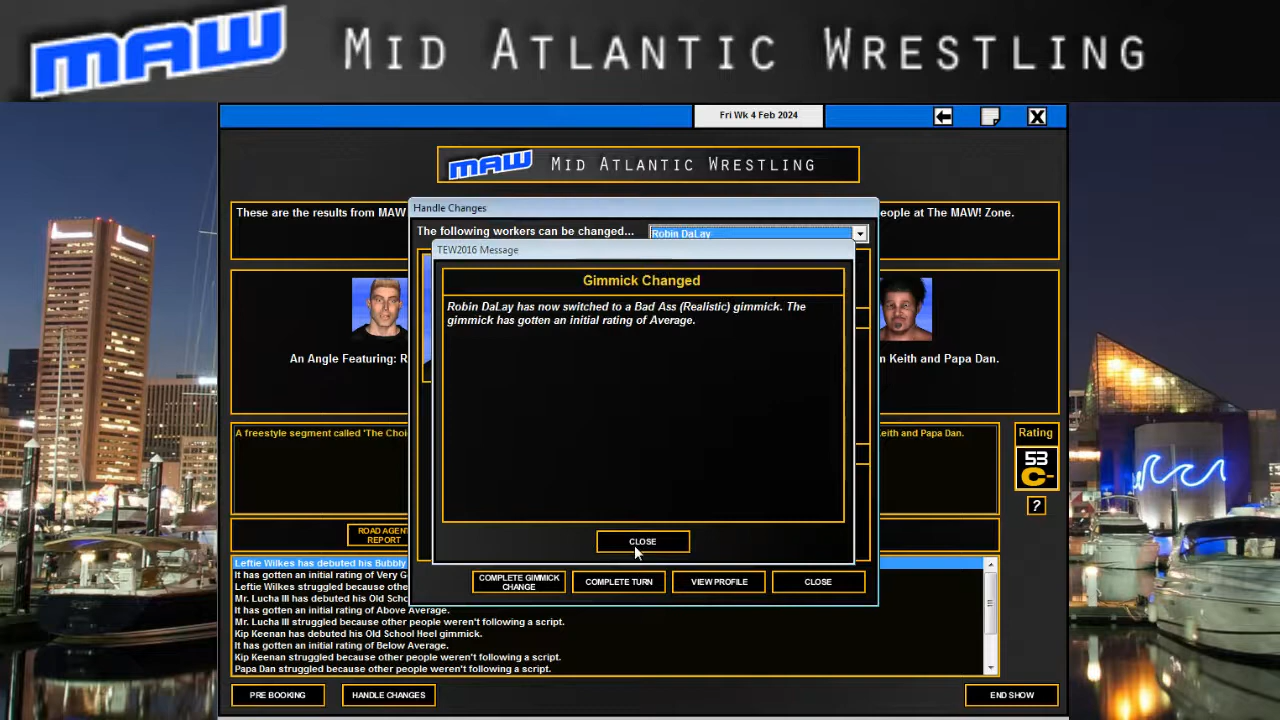 MAW MID ATLANTIC WRESTLING
Fri Wk 4 Feb 2024
MAW MID ATLANTIC WRESTLING
These are the results from MAW
eople at The MAW! Zone.
Handle Changes
The following workers can be changed...
Robin DaLay
TEW2016 Message
Gimmick Changed
Robin DaLay has now switched to a Bad Ass (Realistic) gimmick. The
gimmick has gotten an initial rating of Average.
An Angle Featuring: R
n Keith and Papa Dan.
A freestyle segment called 'The Choi
eith and Papa Dan.
Rating
53
C-
?
ROAD AGEN
REPORT
CLOSE
COMPLETE GIMMICK
CHANGE
COMPLETE TURN
VIEW PROFILE
CLOSE
Leftie Wilkes has debuted his Bubbly
It has gotten an initial rating of Very G
Leftie Wilkes struggled because othe
Mr. Lucha III has debuted his Old Scho
It has gotten an initial rating of Above Average.
Mr. Lucha III struggled because other people weren't following a script.
Kip Keenan has debuted his Old School Heel gimmick.
It has gotten an initial rating of Below Average.
Kip Keenan struggled because other people weren't following a script.
Papa Dan struggled because other people weren't following a script.
PRE BOOKING
HANDLE CHANGES
END SHOW